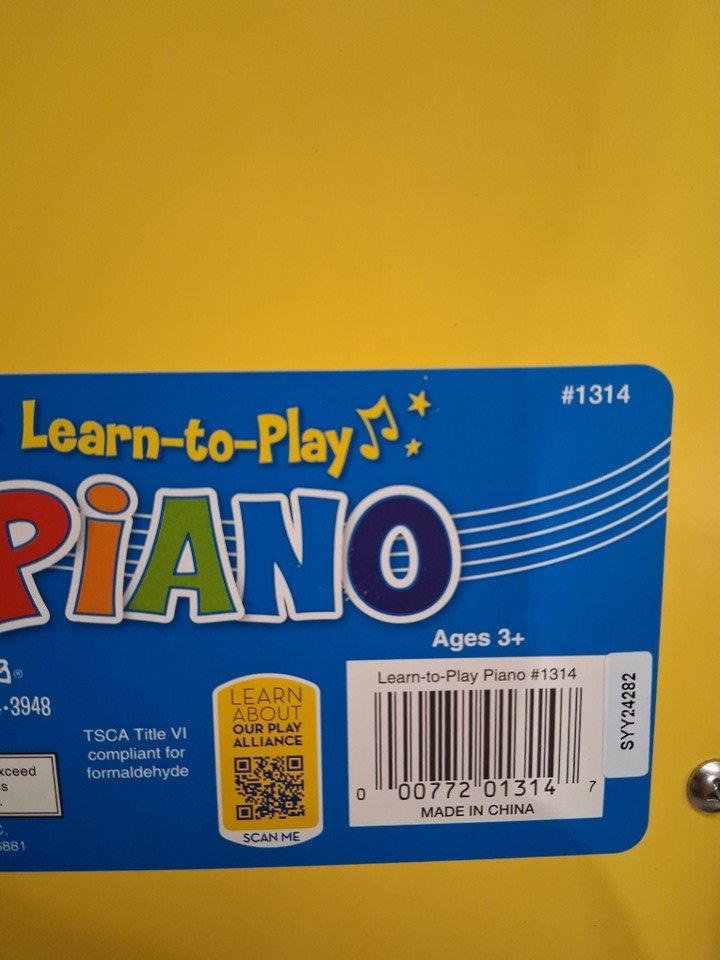 #1314
Learn-to-Play
PiANO
Ages 3+
-3948
TSCA Title VI
compliant for
formaldehyde
LEARN
ABOUT
OUR PLAY
ALLIANCE
SCAN ME
Learn-to-Play Piano #1314
0 00772 01314 7
MADE IN CHINA
SYY24282